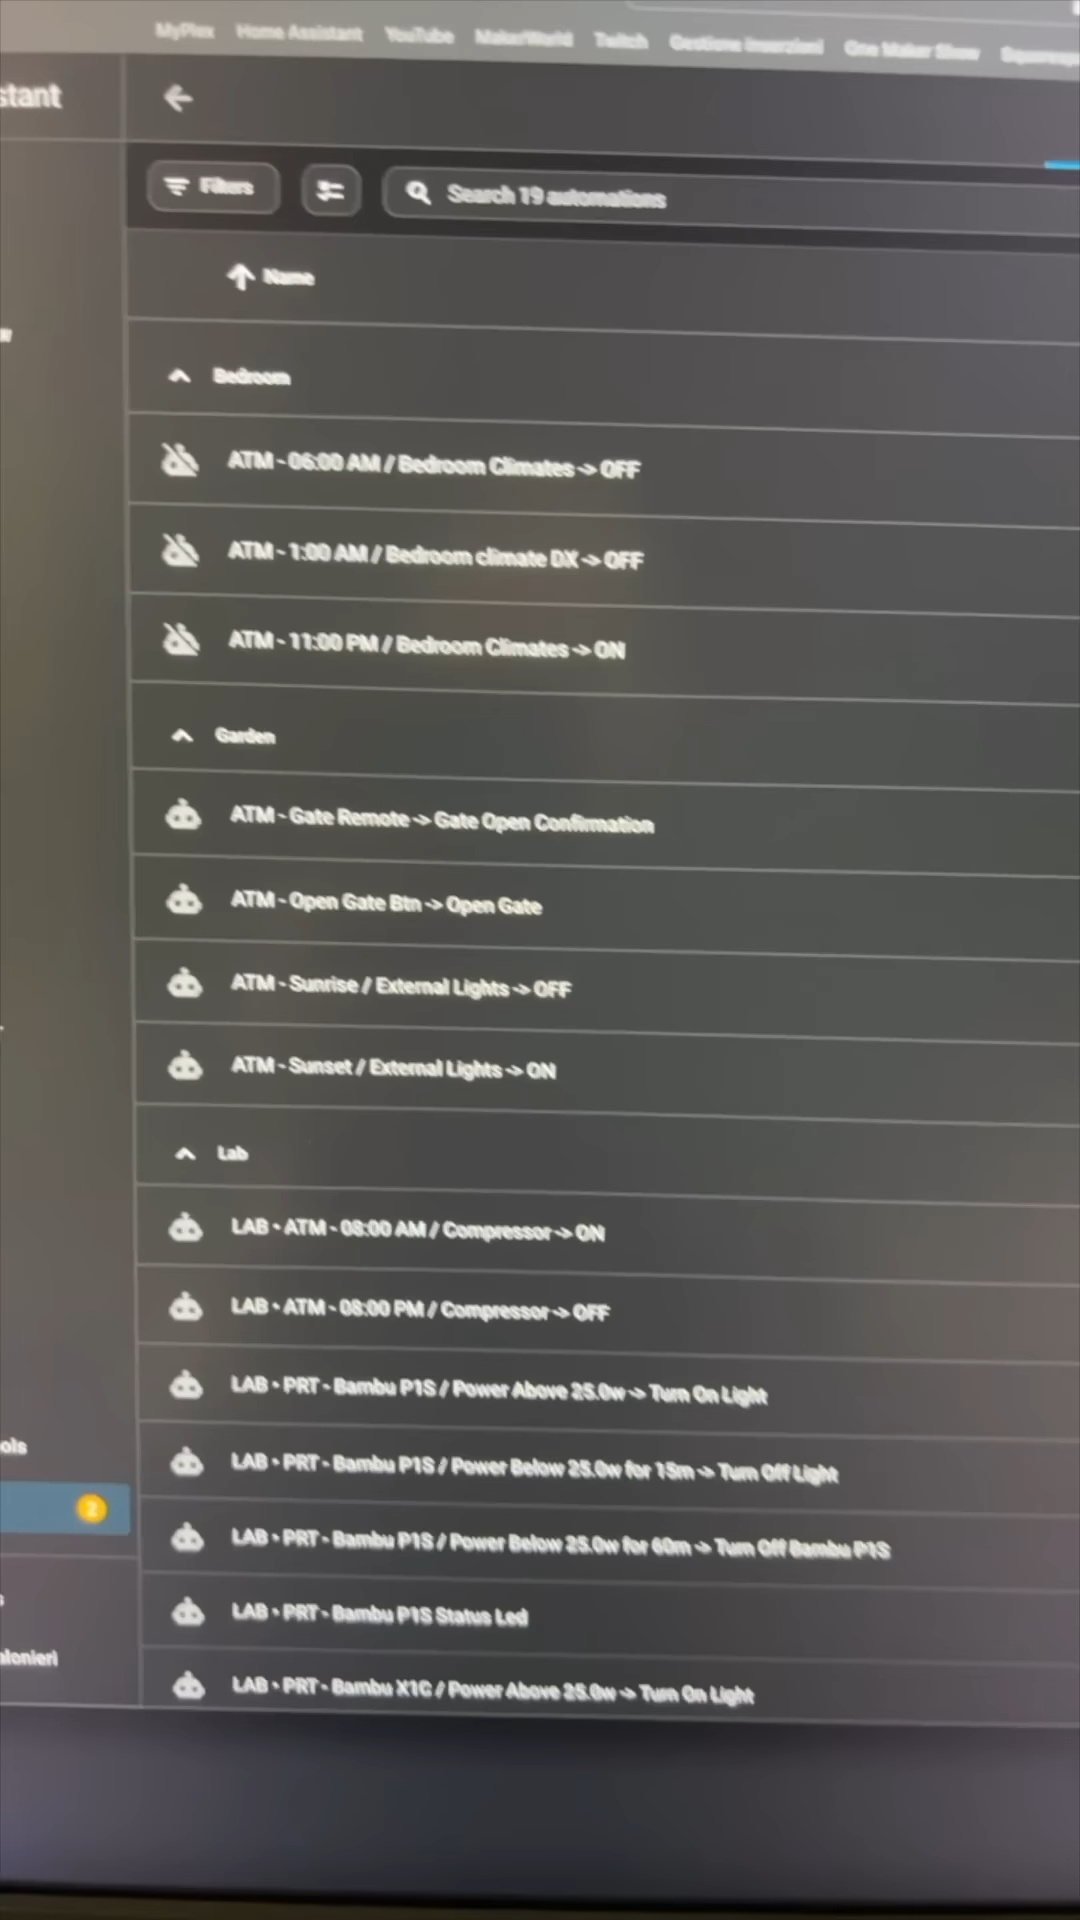 MyPlex Home Assistant YouTube MakerWorld Twitch Gestione inserzioni One Maker Show
stant
Filters
Search 19 automations
Name
Bedroom
ATM - 06:00 AM / Bedroom Climates -> OFF
ATM - 1:00 AM / Bedroom climate DX -> OFF
ATM - 11:00 PM / Bedroom Climates -> ON
Garden
ATM - Gate Remote -> Gate Open Confirmation
ATM - Open Gate Btn -> Open Gate
ATM - Sunrise / External Lights -> OFF
ATM - Sunset / External Lights -> ON
Lab
LAB • ATM - 08:00 AM / Compressor -> ON
LAB • ATM - 08:00 PM / Compressor -> OFF
LAB • PRT - Bambu P1S / Power Above 25.0w -> Turn On Light
ols
LAB • PRT - Bambu P1S / Power Below 25.0w for 15m -> Turn Off Light
2
LAB • PRT - Bambu P1S / Power Below 25.0w for 60m -> Turn Off Bambu P1S
LAB • PRT - Bambu P1S Status Led
alonieri
LAB • PRT - Bambu X1C / Power Above 25.0w -> Turn On Light